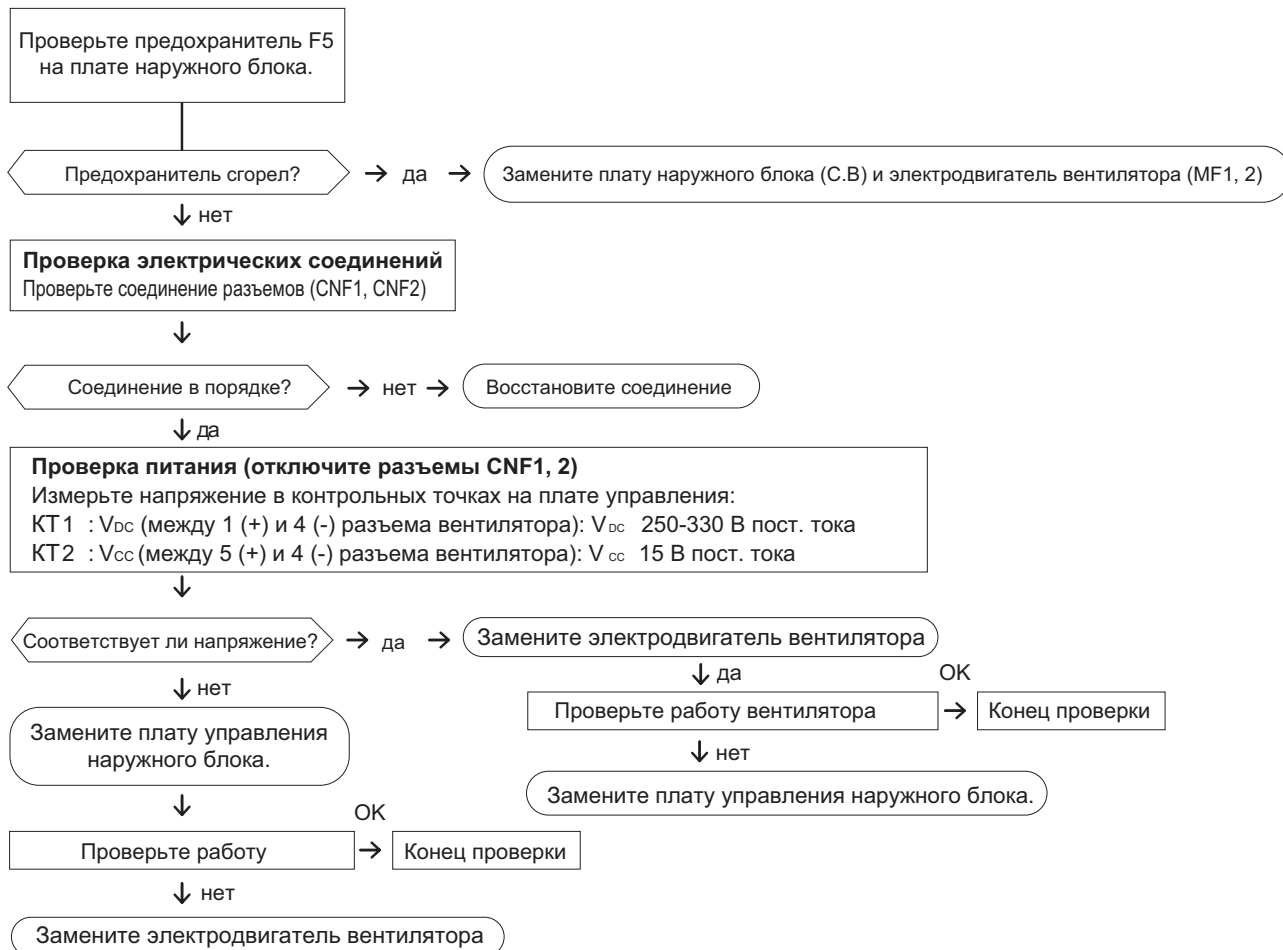 Проверьте предохранитель F5
на плате наружного блока.
Предохранитель сгорел?
да
Замените плату наружного блока (C.B) и электродвигатель вентилятора (MF1, 2)
нет
Проверка электрических соединений
Проверьте соединение разъемов (CNF1, CNF2)
Соединение в порядке?
нет
Восстановите соединение
да
Проверка питания (отключите разъемы CNF1, 2)
Измерьте напряжение в контрольных точках на плате управления:
КТ1 : VDC (между 1 (+) и 4 (-) разъема вентилятора): VDC 250-330 В пост. тока
КТ2 : VCC (между 5 (+) и 4 (-) разъема вентилятора): V CC 15 В пост. тока
Соответствует ли напряжение?
да
Замените электродвигатель вентилятора
да
Проверьте работу вентилятора
OK
Конец проверки
нет
Замените плату управления наружного блока.
нет
Замените плату управления
наружного блока.
Проверьте работу
OK
Конец проверки
нет
Замените электродвигатель вентилятора